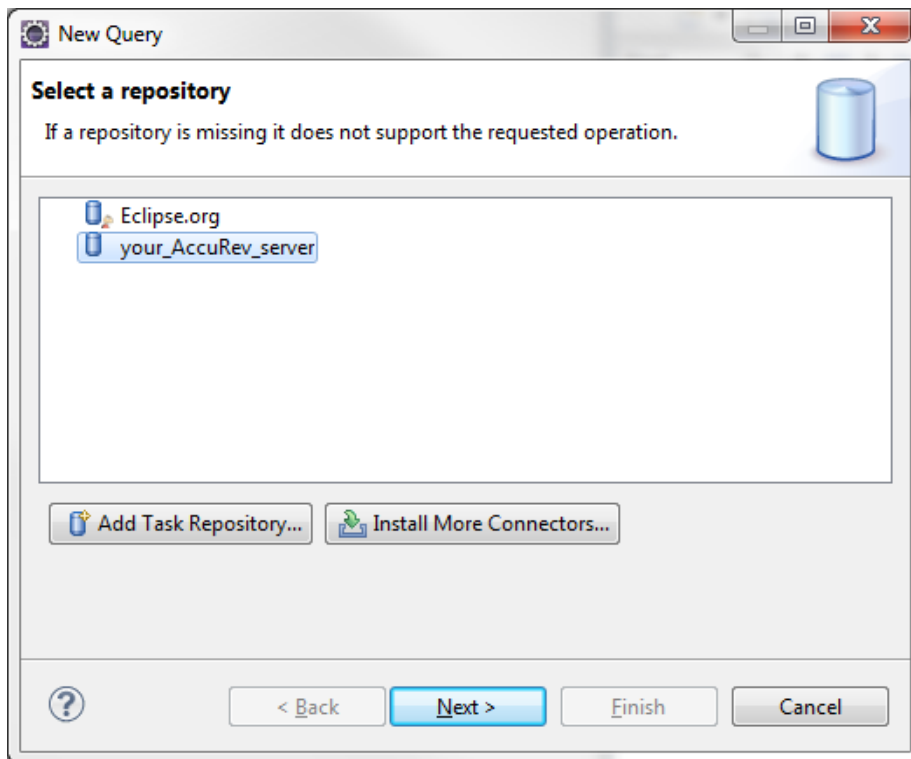 New Query
Select a repository
If a repository is missing it does not support the requested operation.
Eclipse.org
your_AccuRev_server
Add Task Repository... Install More Connectors...
? < Back Next > Finish Cancel